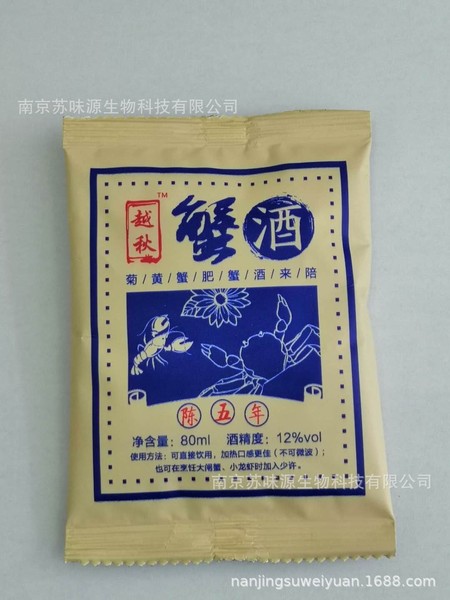 南京苏味源生物科技有限公司
越秋
TM
蟹酒
菊/黄/蟹/肥/蟹/酒/来/陪
陈五年
净含量：80ml 酒精度：12%vol
使用方法：可直接饮用，加热口感更佳（不可微波）；
也可在烹饪大闸蟹、小龙虾时加入少许。
南京苏味源生物科技有限公司
nanjingsuweiyuan.1688.com